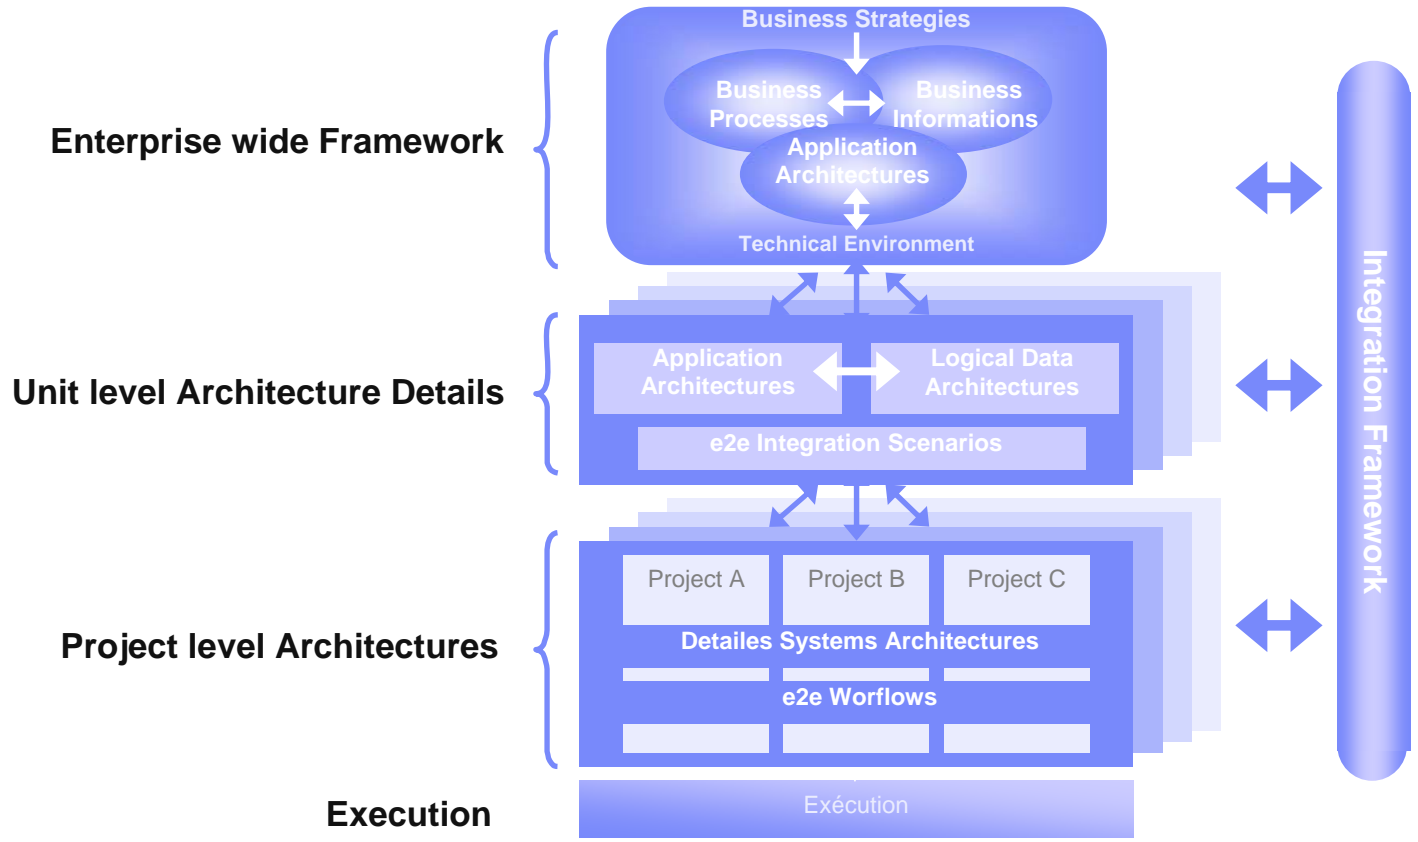 Business Strategies
Business
Processes
Business
Informations
Application
Architectures
Technical Environment
Enterprise wide Framework
Application
Architectures
Logical Data
Architectures
e2e Integration Scenarios
Unit level Architecture Details
Project A
Project B
Project C
Detailes Systems Architectures
e2e Worflows
Project level Architectures
Exécution
Execution
Integration Framework